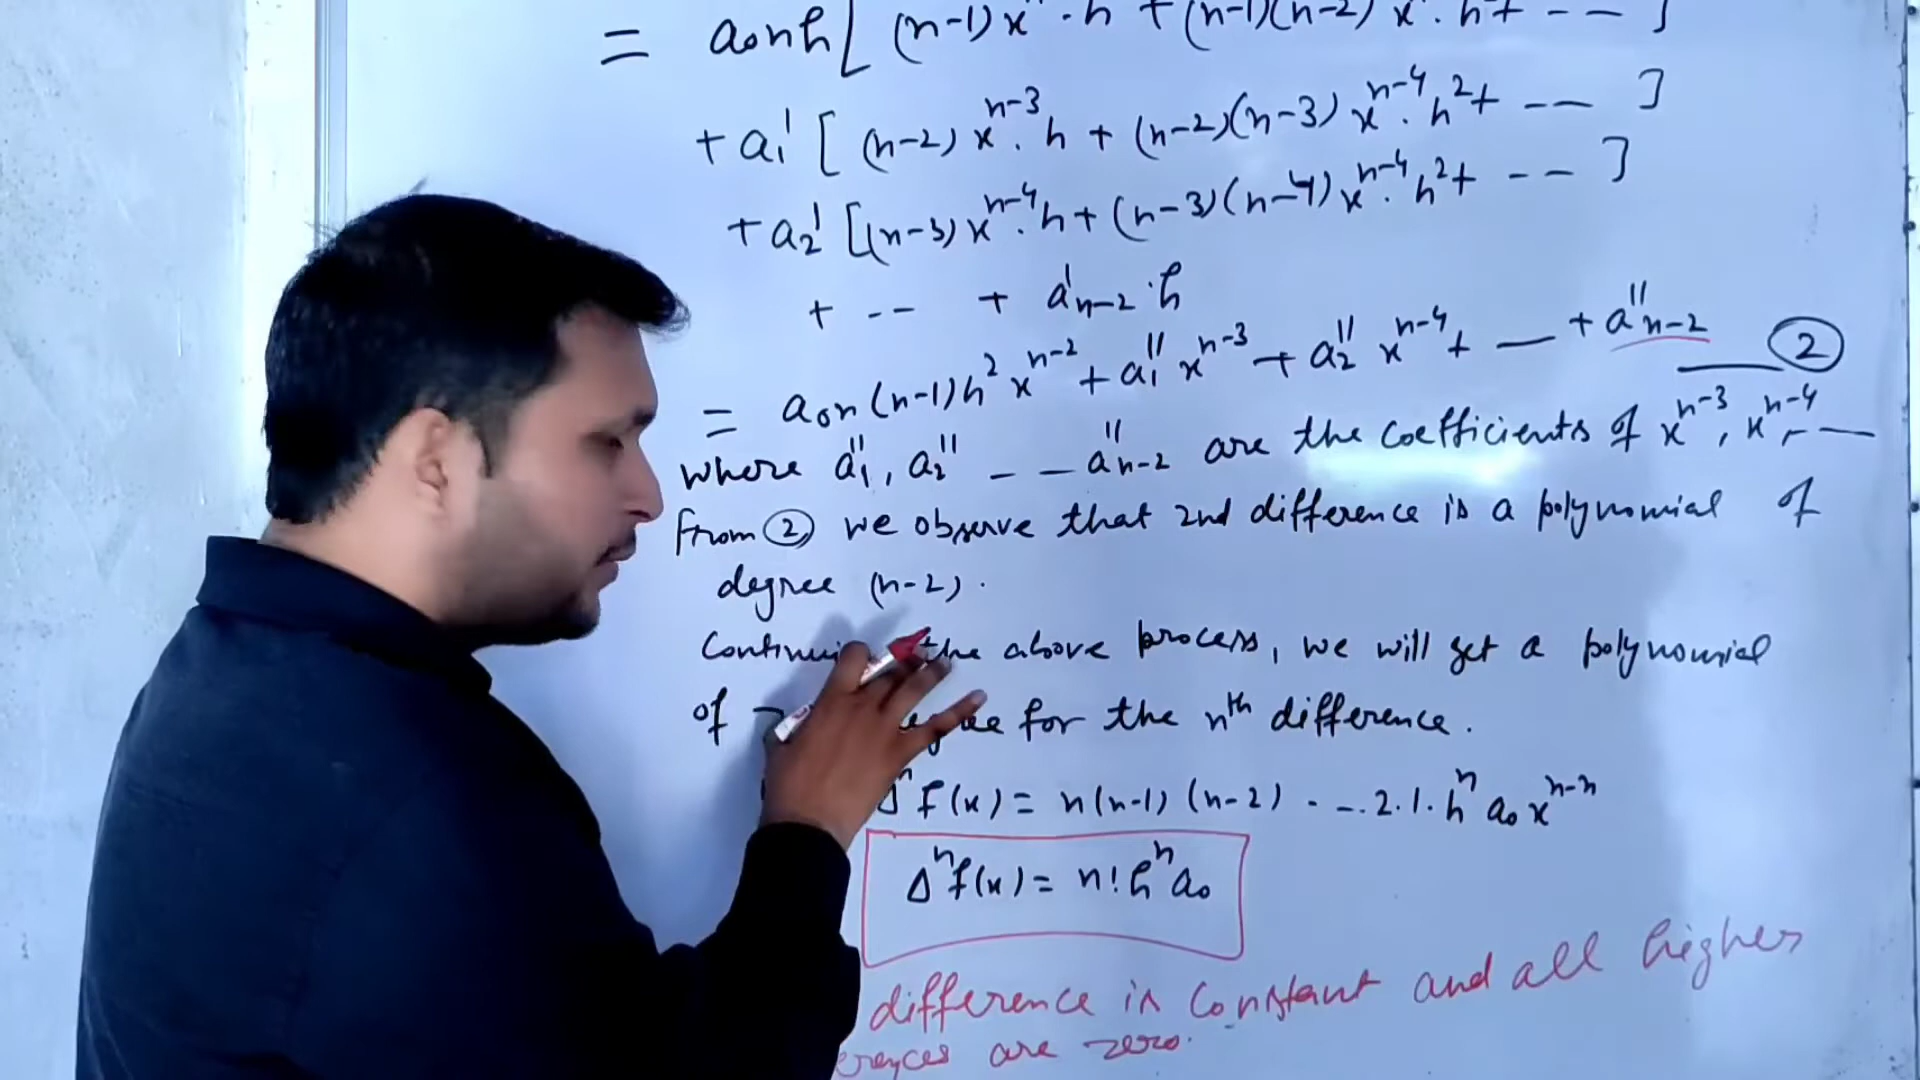 = a₀nh[ (n-1)x .h + (n-1)(n-2) x . h + - - ]
+ a₁' [ (n-2) xⁿ⁻³. h + (n-2)(n-3) xⁿ⁻⁴. h² + - - ]
+ a₂' [(n-3) xⁿ⁻⁴. h + (n-3)(n-4) xⁿ⁻⁴. h² + - - ]
+ - - + a'ₙ₋₂ . h
= a₀n(n-1)h² xⁿ⁻² + a₁'' xⁿ⁻³ + a₂'' xⁿ⁻⁴ + — + a''ₙ₋₂ — ②
where a₁'', a₂'' - - a''ₙ₋₂ are the coefficients of xⁿ⁻³, xⁿ⁻⁴, - —
from ② we observe that 2nd difference is a polynomial of
degree (n-2).
the above process, we will get a polynomial
of for the nᵗʰ difference.
Δⁿ f(x) = n(n-1) (n-2) - - . 2.1. hⁿ a₀ xⁿ⁻ⁿ
Δⁿf(x) = n! hⁿ a₀
difference is constant and all higher
are zero.